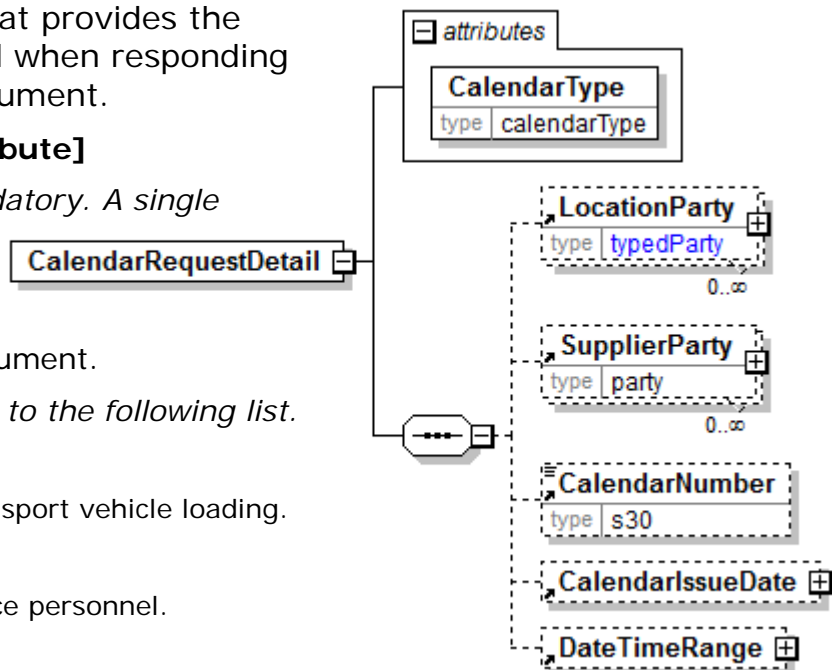 at provides the
when responding
ument.
bute]
datory. A single
ument.
to the following list.
sport vehicle loading.
ce personnel.
attributes
CalendarType
type calendarType
CalendarRequestDetail
LocationParty
type typedParty
0..∞
SupplierParty
type party
0..∞
CalendarNumber
type s30
CalendarIssueDate
DateTimeRange